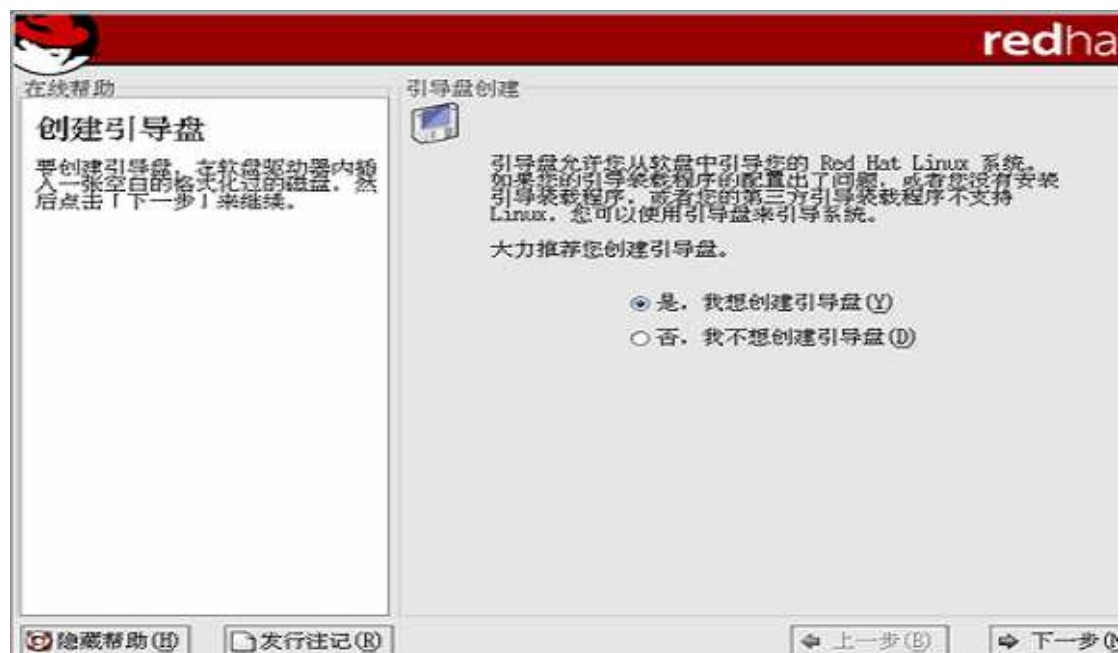 redha
在线帮助
创建引导盘
要创建引导盘，在软盘驱动器内插
入一张空白的格式化过的磁盘，然
后点击「下一步」来继续。
引导盘创建
引导盘允许您从软盘中引导您的 Red Hat Linux 系统。
如果您的引导装载程序的配置出了问题，或者您没有安装
引导装载程序，或者您的第三方引导装载程序不支持
Linux，您可以使用引导盘来引导系统。
大力推荐您创建引导盘。
是，我想创建引导盘(Y)
否，我不想创建引导盘(D)
隐藏帮助(H)
发行注记(R)
上一步(B)
下一步(N